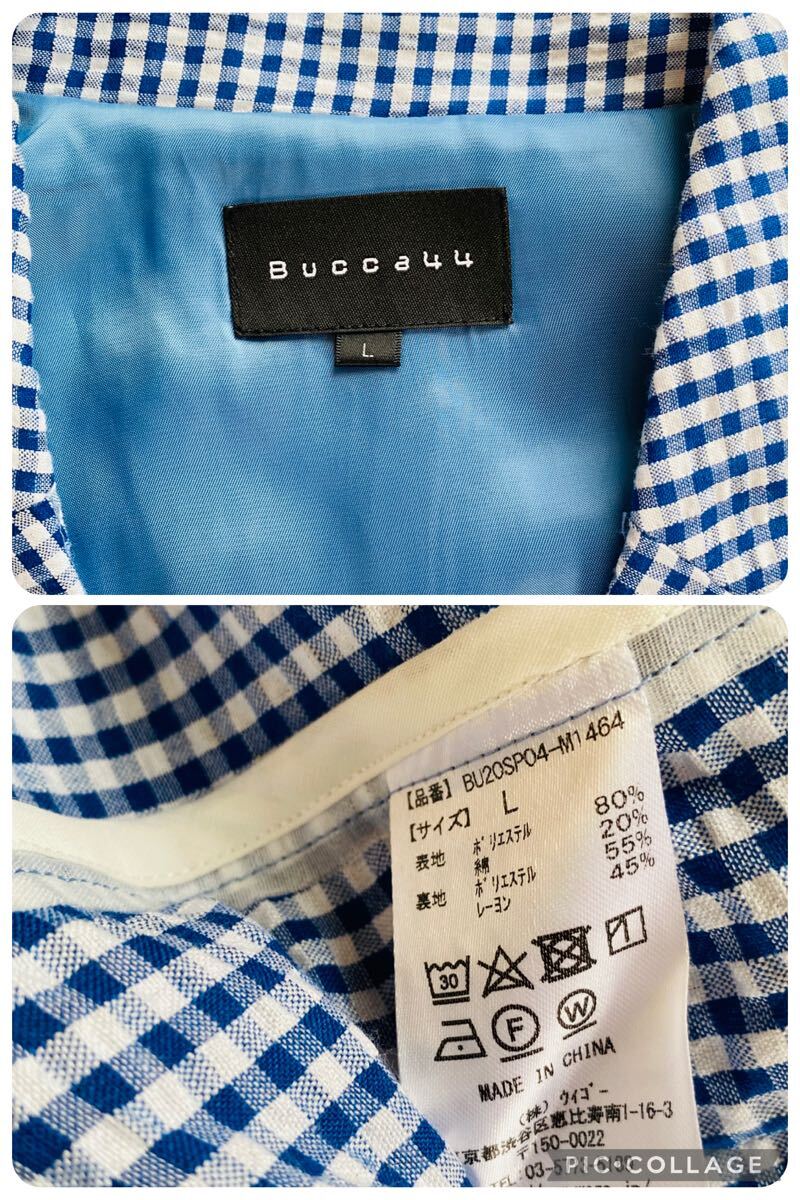 Bucca44
L
【品番】 BU20SP04-M1464
【サイズ】 L
表地 ポリエステル 80%
綿 20%
裏地 ポリエステル 55%
レーヨン 45%
30
F
W
MADE IN CHINA
(株) ウイゴー
東京都渋谷区恵比寿南1-16-3
〒150-0022
PIC COLLAGE